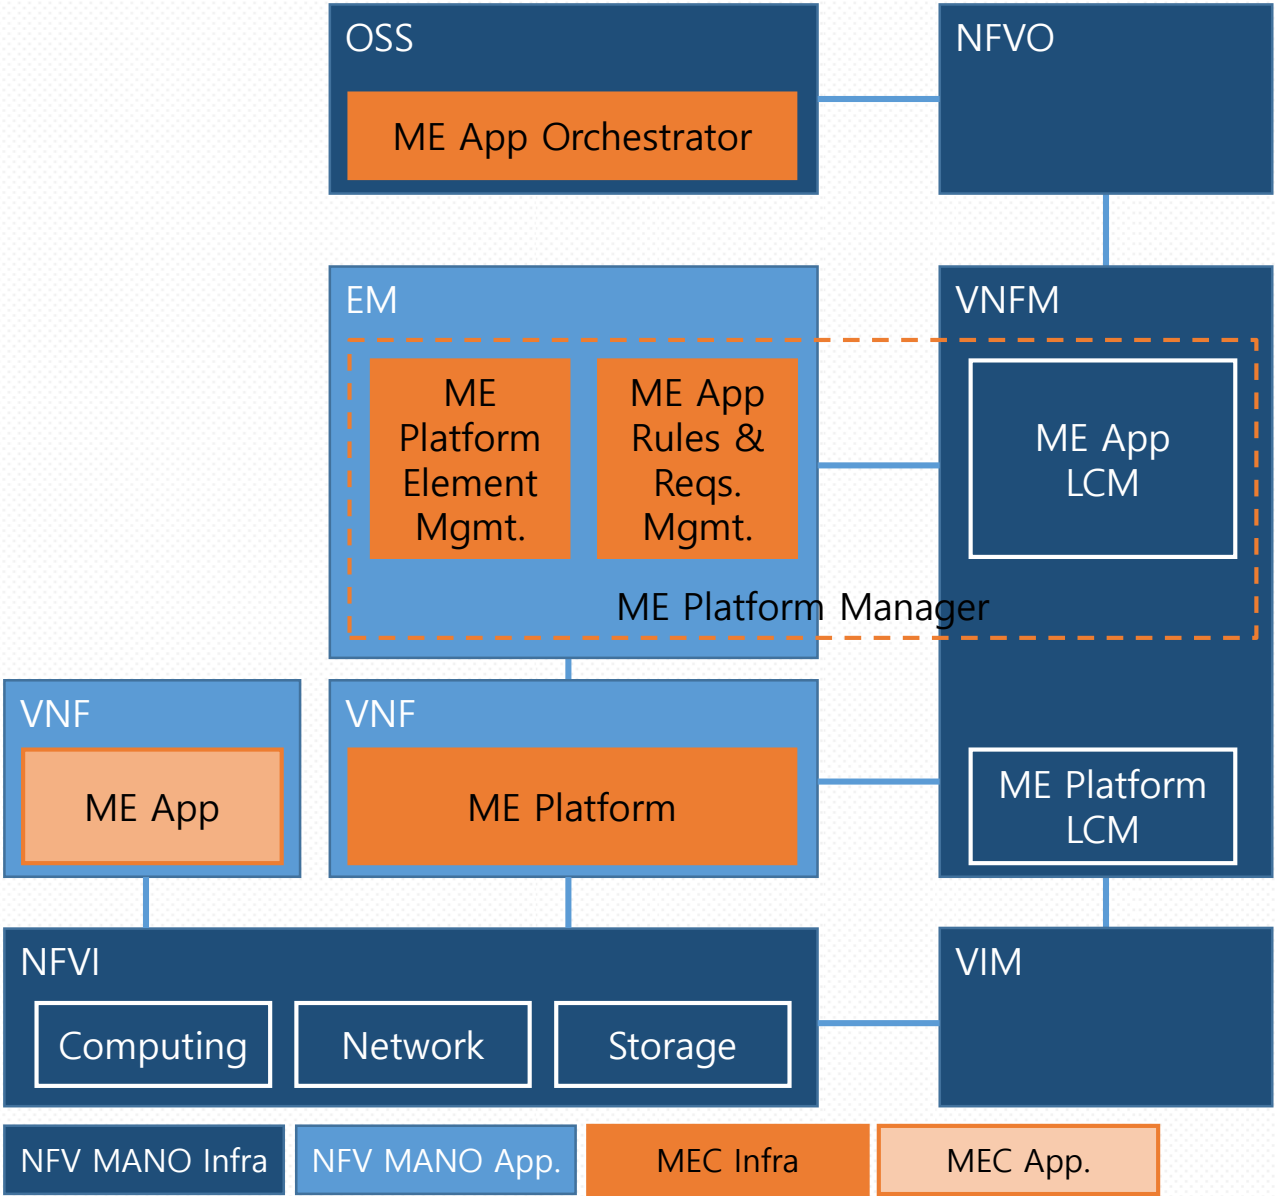 OSS
ME App Orchestrator
NFVO
EM
ME
Platform
Element
Mgmt.
ME App
Rules &
Reqs.
Mgmt.
VNFM
ME App
LCM
ME Platform Manager
VNF
ME App
VNF
ME Platform
ME Platform
LCM
NFVI
Computing
Network
Storage
VIM
NFV MANO Infra
NFV MANO App.
MEC Infra
MEC App.